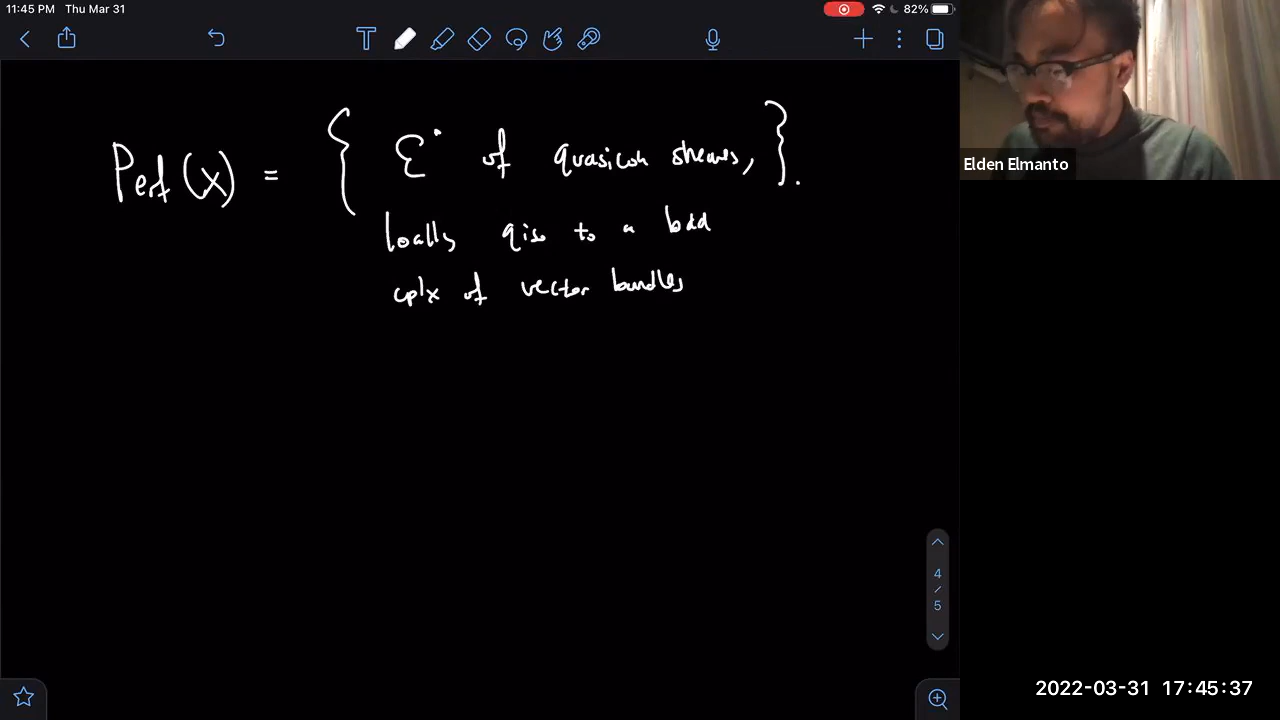 11:45 PM Thu Mar 31
82%
Perf(X) = { ℰ• of quasicoh sheaves, }.
locally qiso to a bdd
cplx of vector bundles
Elden Elmanto
4
/
5
2022-03-31 17:45:37